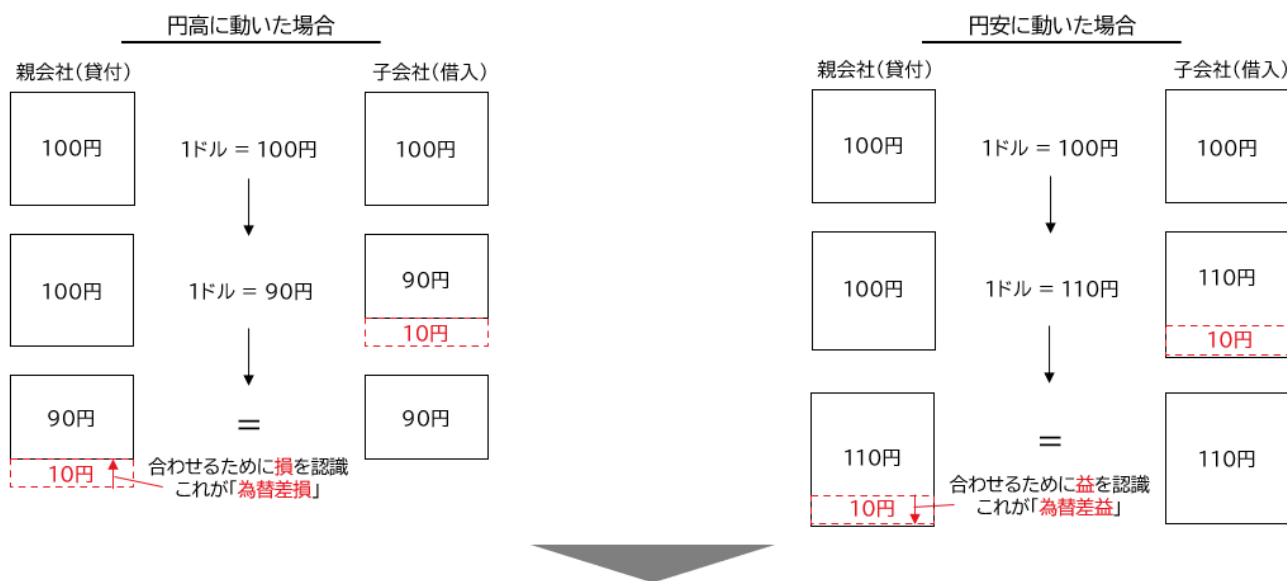 円高に動いた場合
親会社(貸付)
子会社(借入)
100円
1ドル = 100円
100円
100円
1ドル = 90円
90円
10円
90円
=
90円
10円
合わせるために損を認識
これが「為替差損」
円安に動いた場合
親会社(貸付)
子会社(借入)
100円
1ドル = 100円
100円
100円
1ドル = 110円
110円
10円
110円
=
110円
10円
合わせるために益を認識
これが「為替差益」